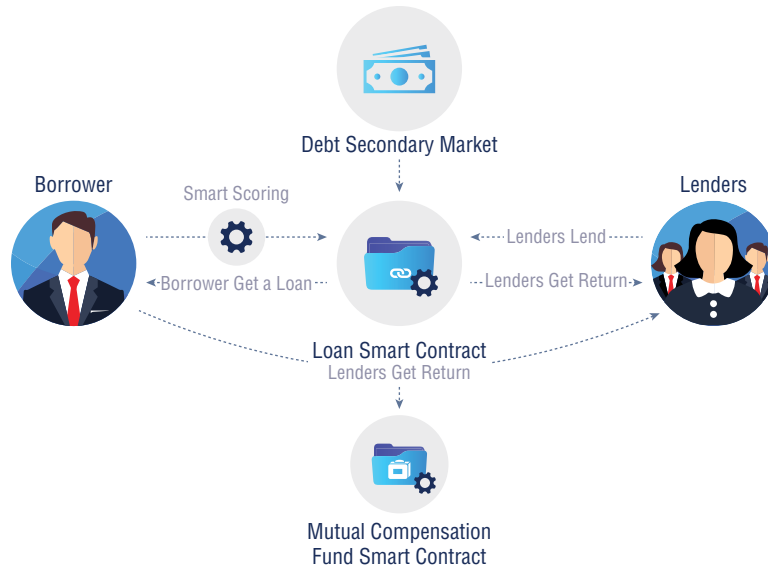 Debt Secondary Market
Borrower
Smart Scoring
Lenders
Lenders Lend
Borrower Get a Loan
Lenders Get Return
Loan Smart Contract
Lenders Get Return
Mutual Compensation
Fund Smart Contract